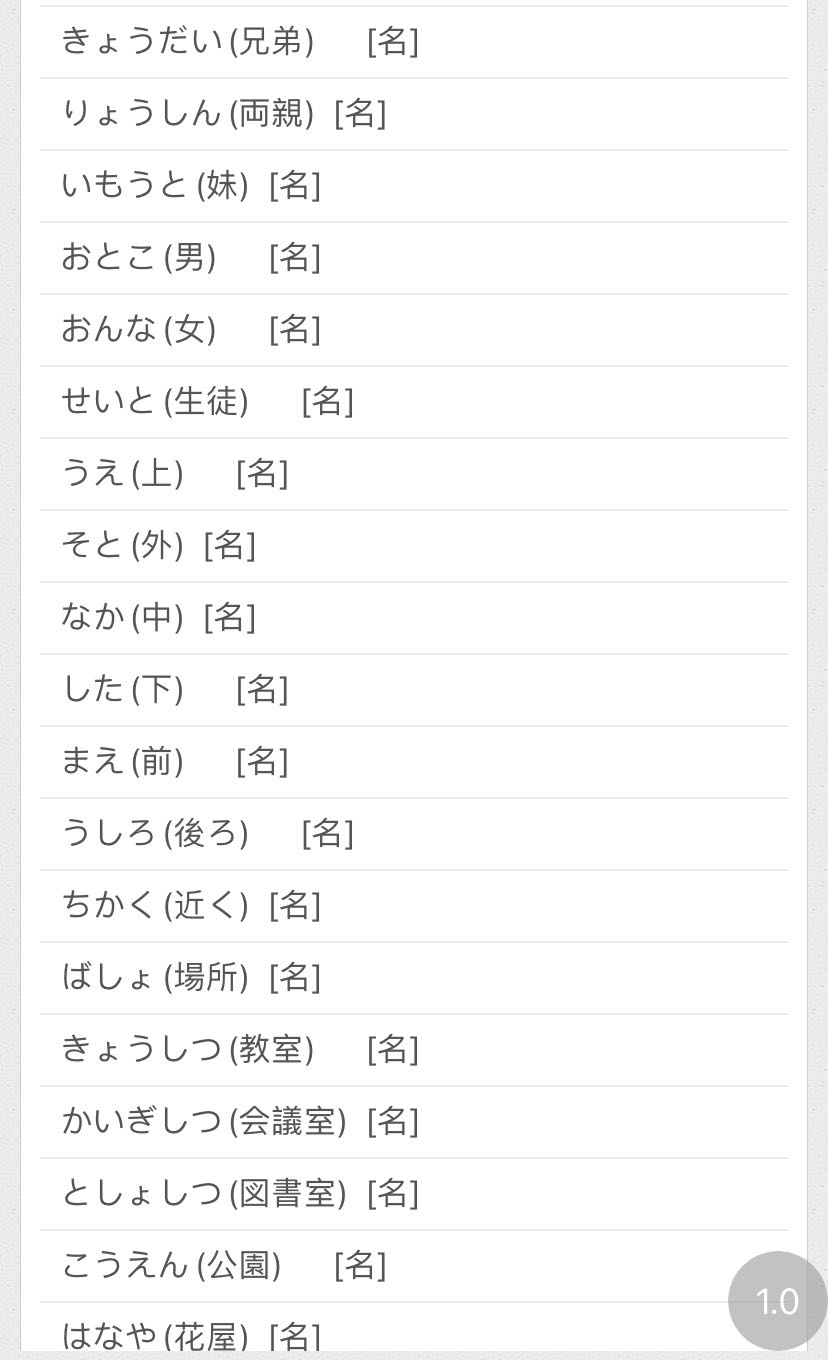 きょうだい(兄弟) [名]
りょうしん(両親) [名]
いもうと(妹) [名]
おとこ(男) [名]
おんな(女) [名]
せいと(生徒) [名]
うえ(上) [名]
そと(外) [名]
なか(中) [名]
した(下) [名]
まえ(前) [名]
うしろ(後ろ) [名]
ちかく(近く) [名]
ばしょ(場所) [名]
きょうしつ(教室) [名]
かいぎしつ(会議室) [名]
としょしつ(図書室) [名]
こうえん(公園) [名]
はなや(花屋) [名]
1.0